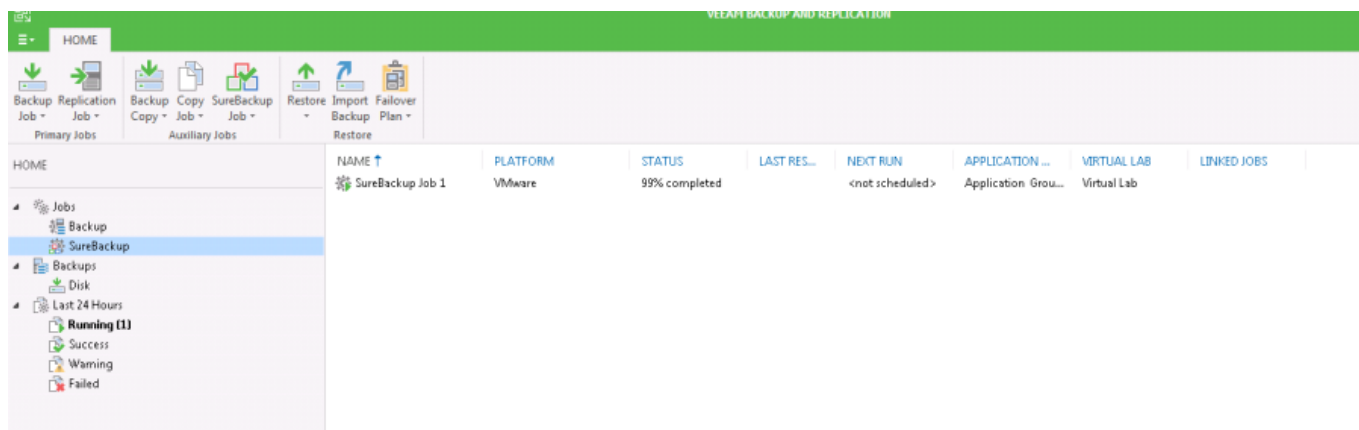 VEEAM BACKUP AND REPLICATION
HOME
Backup Job
Replication Job
Backup Copy
Copy Job
SureBackup Job
Restore
Import Backup
Failover Plan
Primary Jobs
Auxiliary Jobs
Restore
HOME
Jobs
Backup
SureBackup
Backups
Disk
Last 24 Hours
Running (1)
Success
Warning
Failed
NAME PLATFORM STATUS LAST RES... NEXT RUN APPLICATION ... VIRTUAL LAB LINKED JOBS
SureBackup Job 1 VMware 99% completed <not scheduled> Application Grou... Virtual Lab